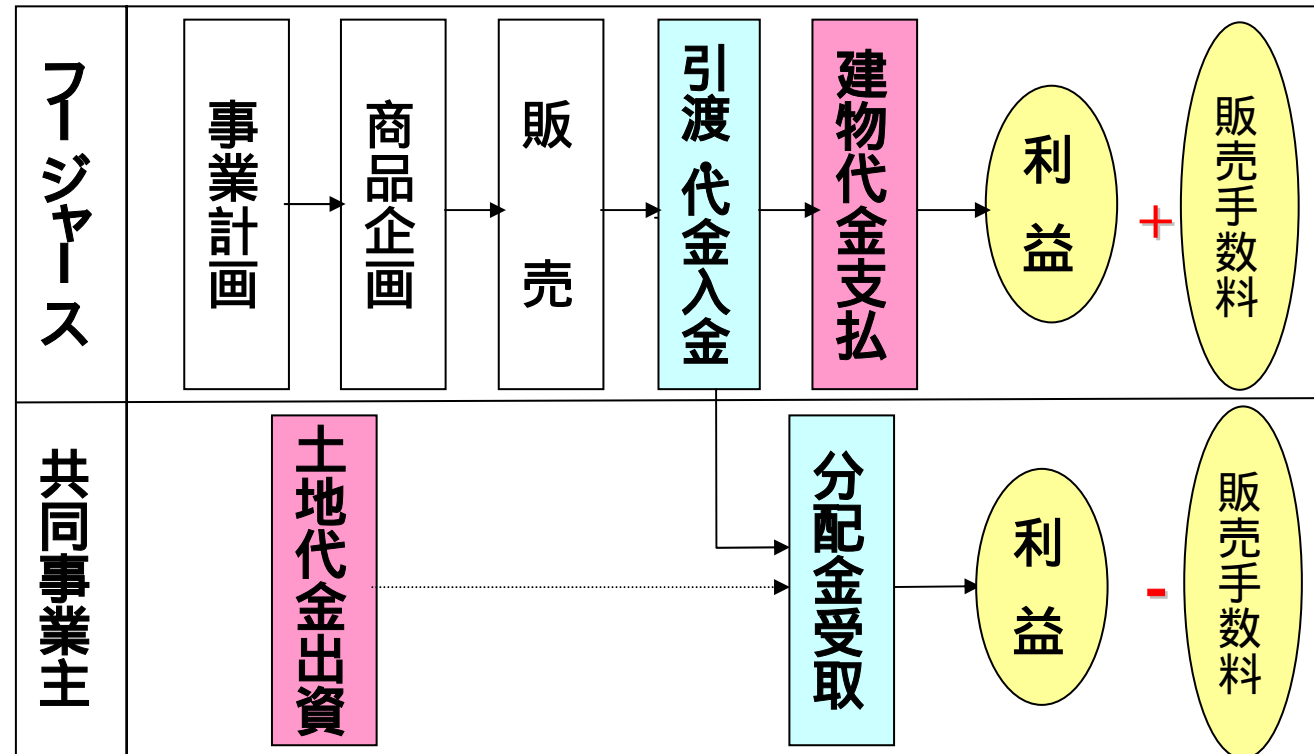 フージャース
事業計画
商品企画
販売
引渡・代金入金
建物代金支払
利益
+
販売手数料
共同事業主
土地代金出資
分配金受取
利益
-
販売手数料